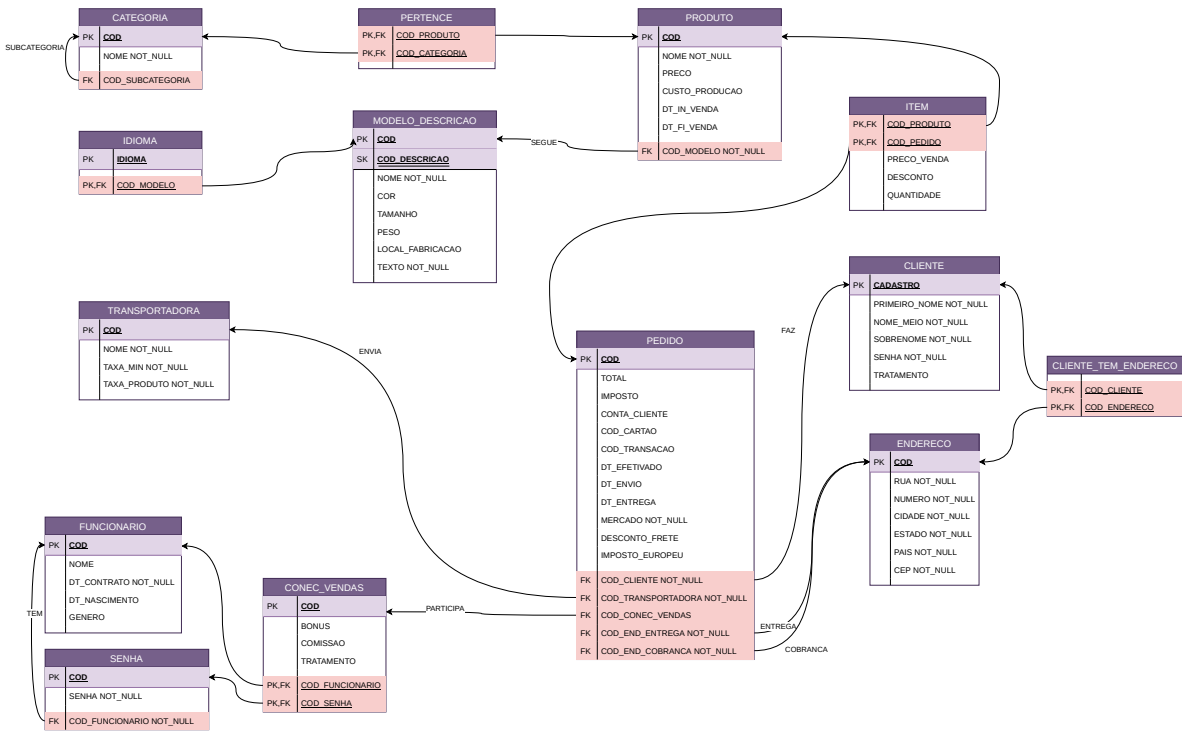 CATEGORIA
PK COD
NOME NOT_NULL
FK COD_SUBCATEGORIA
SUBCATEGORIA
PERTENCE
PK,FK COD_PRODUTO
PK,FK COD_CATEGORIA
PRODUTO
PK COD
NOME NOT_NULL
PRECO
CUSTO_PRODUCAO
DT_IN_VENDA
DT_FI_VENDA
FK COD_MODELO NOT_NULL
ITEM
PK,FK COD_PRODUTO
PK,FK COD_PEDIDO
PRECO_VENDA
DESCONTO
QUANTIDADE
IDIOMA
PK IDIOMA
PK,FK COD_MODELO
MODELO_DESCRICAO
PK COD
SK COD_DESCRICAO
NOME NOT_NULL
COR
TAMANHO
PESO
LOCAL_FABRICACAO
TEXTO NOT_NULL
SEGUE
TRANSPORTADORA
PK COD
NOME NOT_NULL
TAXA_MIN NOT_NULL
TAXA_PRODUTO NOT_NULL
ENVIA
PEDIDO
PK COD
TOTAL
IMPOSTO
CONTA_CLIENTE
COD_CARTAO
COD_TRANSACAO
DT_EFETIVADO
DT_ENVIO
DT_ENTREGA
MERCADO NOT_NULL
DESCONTO_FRETE
IMPOSTO_EUROPEU
FK COD_CLIENTE NOT_NULL
FK COD_TRANSPORTADORA NOT_NULL
FK COD_CONEC_VENDAS
FK COD_END_ENTREGA NOT_NULL
FK COD_END_COBRANCA NOT_NULL
FAZ
ENTREGA
COBRANCA
CLIENTE
PK CADASTRO
PRIMEIRO_NOME NOT_NULL
NOME_MEIO NOT_NULL
SOBRENOME NOT_NULL
SENHA NOT_NULL
TRATAMENTO
CLIENTE_TEM_ENDERECO
PK,FK COD_CLIENTE
PK,FK COD_ENDERECO
ENDERECO
PK COD
RUA NOT_NULL
NUMERO NOT_NULL
CIDADE NOT_NULL
ESTADO NOT_NULL
PAIS NOT_NULL
CEP NOT_NULL
FUNCIONARIO
PK COD
NOME
DT_CONTRATO NOT_NULL
DT_NASCIMENTO
GENERO
TEM
SENHA
PK COD
SENHA NOT_NULL
FK COD_FUNCIONARIO NOT_NULL
CONEC_VENDAS
PK COD
BONUS
COMISSAO
TRATAMENTO
PK,FK COD_FUNCIONARIO
PK,FK COD_SENHA
PARTICIPA